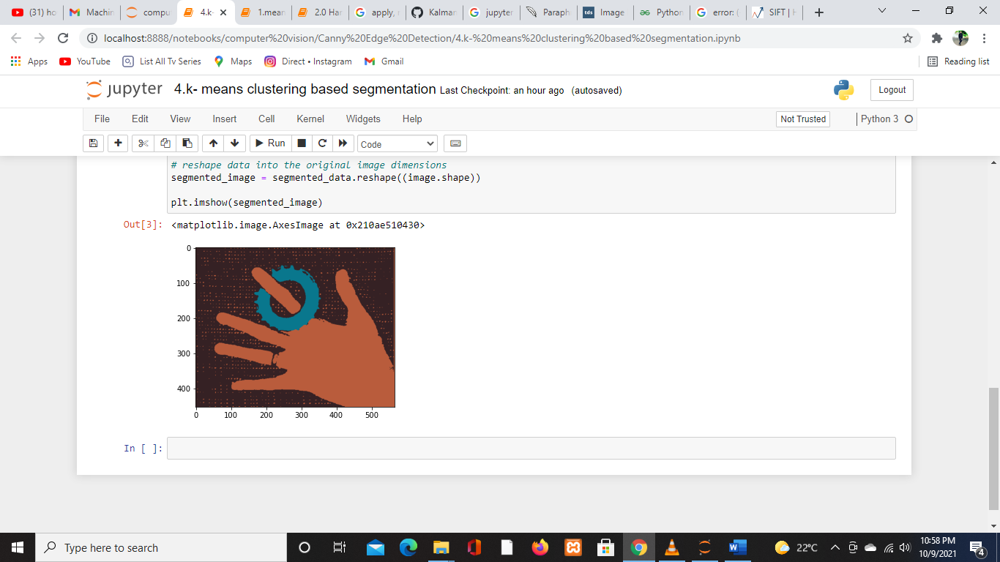 (31) ho
Machin
compu
4.k-
1.mean
2.0 Har
apply,
Kalman
jupyter
Paraph
tds
Image
Python
error: (
SIFT | H
localhost:8888/notebooks/computer%20vision/Canny%20Edge%20Detection/4.k-%20means%20clustering%20based%20segmentation.ipynb
Apps
YouTube
List All Tv Series
Maps
Direct • Instagram
Gmail
Reading list
jupyter 4.k- means clustering based segmentation Last Checkpoint: an hour ago (autosaved)
Logout
File Edit View Insert Cell Kernel Widgets Help
Not Trusted
Python 3
Run
Code
# reshape data into the original image dimensions
segmented_image = segmented_data.reshape((image.shape))
plt.imshow(segmented_image)
Out[3]: <matplotlib.image.AxesImage at 0x210ae510430>
0
100
200
300
400
0 100 200 300 400 500
In [ ]:
Type here to search
22°C
10:58 PM
10/9/2021
4